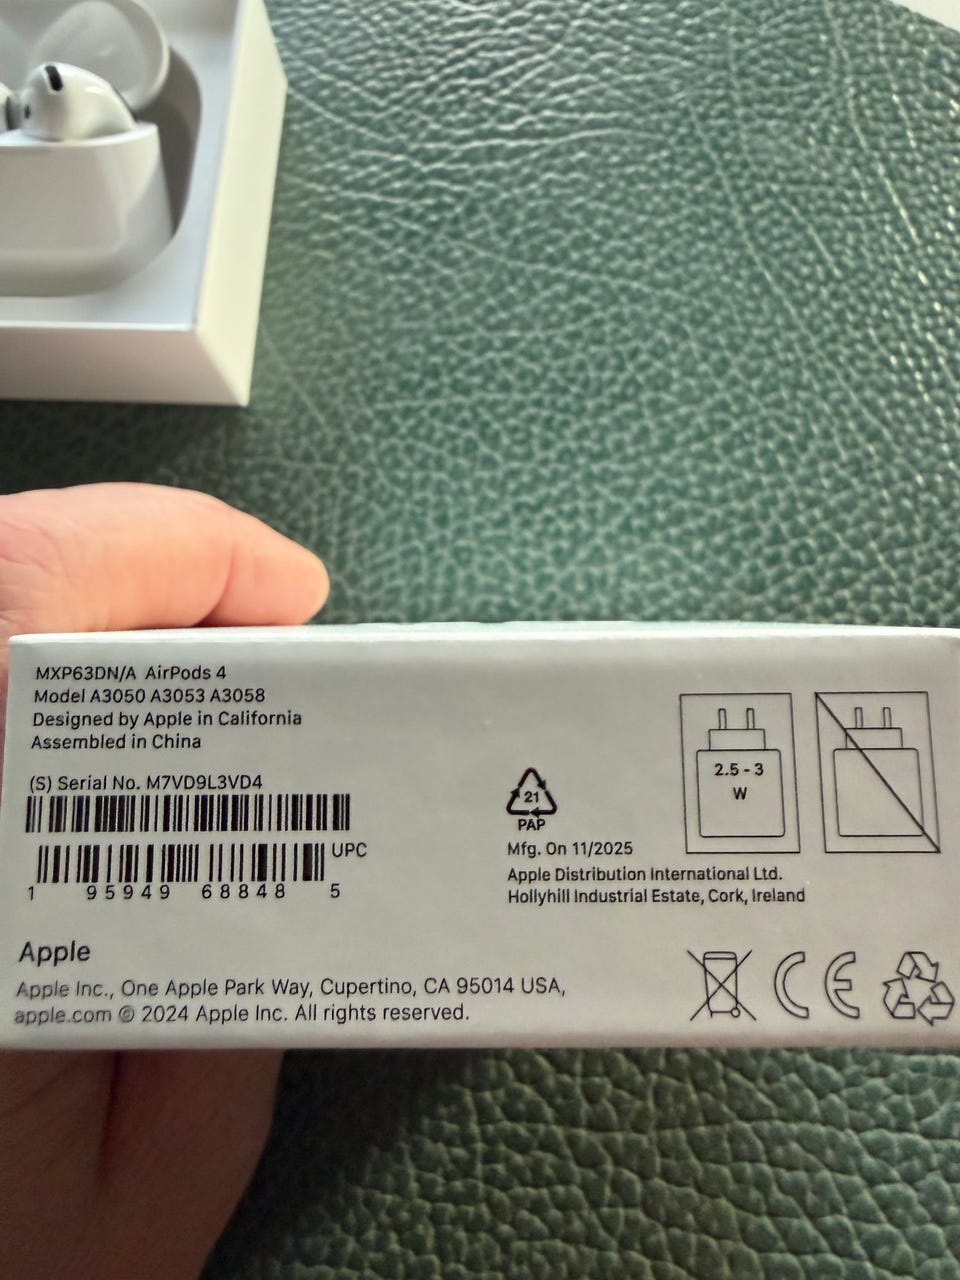 MXP63DN/A AirPods 4
Model A3050 A3053 A3058
Designed by Apple in California
Assembled in China
(S) Serial No. M7VD9L3VD4
UPC
1 95949 68848 5
Apple
Apple Inc., One Apple Park Way, Cupertino, CA 95014 USA,
apple.com © 2024 Apple Inc. All rights reserved.
21
PAP
Mfg. On 11/2025
Apple Distribution International Ltd.
Hollyhill Industrial Estate, Cork, Ireland
2.5 - 3
W
CE